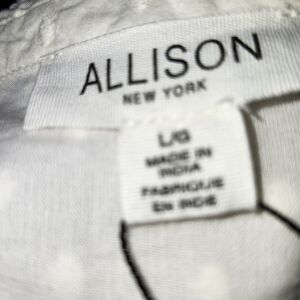 ALLISON
NEW YORK
L/G
MADE IN
INDIA
FABRIQUE
EN INDE